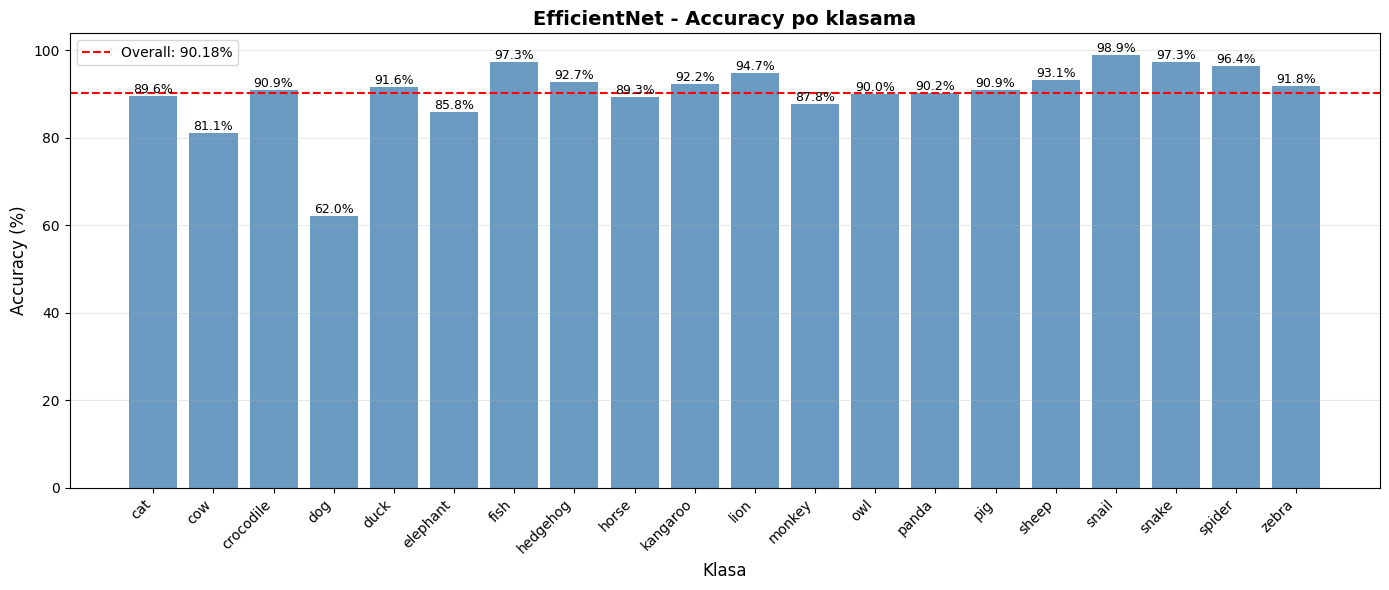 EfficientNet - Accuracy po klasama
Overall: 90.18%
Accuracy (%)
100
80
60
40
20
0
89.6%
81.1%
90.9%
62.0%
91.6%
85.8%
97.3%
92.7%
89.3%
92.2%
94.7%
87.8%
90.0%
90.2%
90.9%
93.1%
98.9%
97.3%
96.4%
91.8%
cat
cow
crocodile
dog
duck
elephant
fish
hedgehog
horse
kangaroo
lion
monkey
owl
panda
pig
sheep
snail
snake
spider
zebra
Klasa